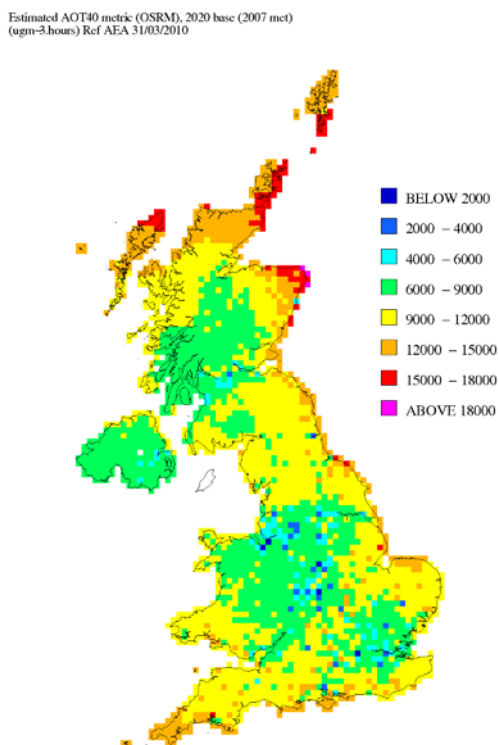 Estimated AOT40 metric (OSRM), 2020 base (2007 met)
(ugm-3.hours) Ref AEA 31/03/2010
BELOW 2000
2000 – 4000
4000 – 6000
6000 – 9000
9000 – 12000
12000 – 15000
15000 – 18000
ABOVE 18000